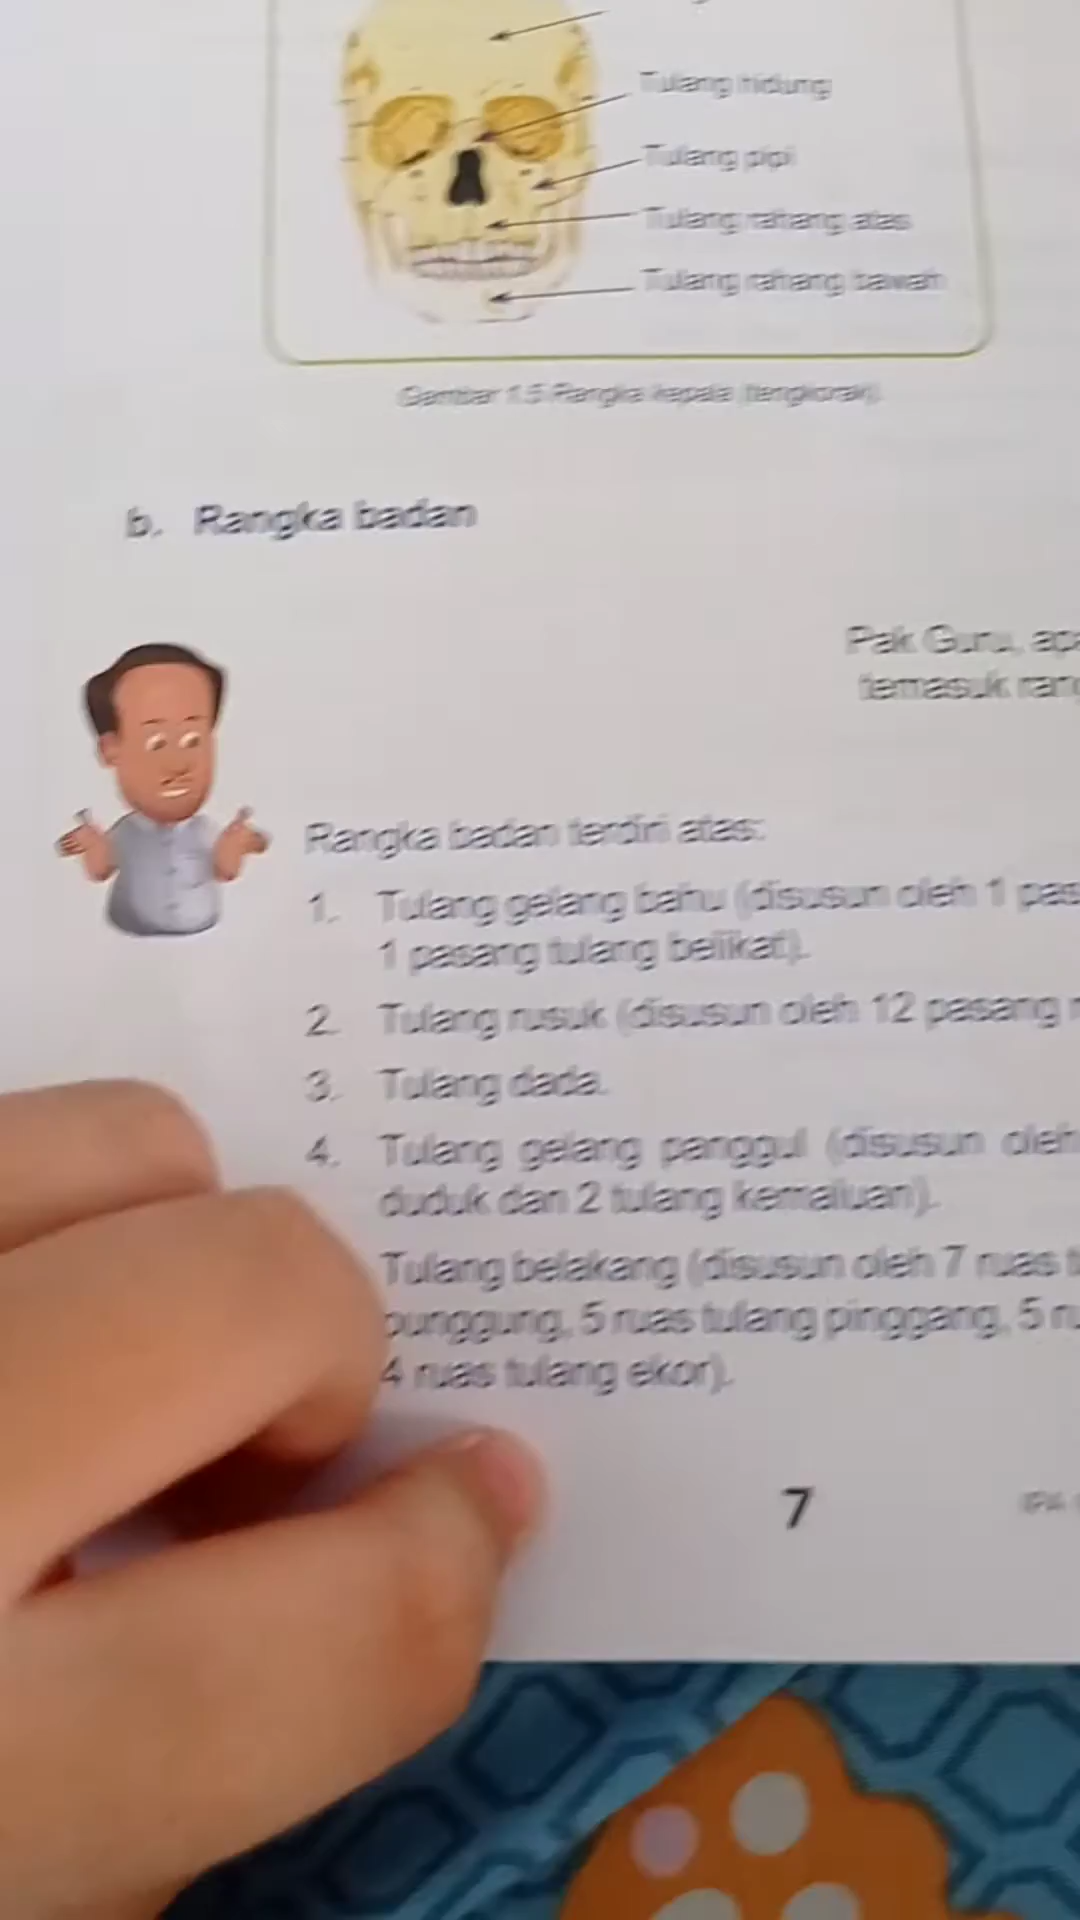 Tulang hidung
Tulang pipi
Tulang rahang atas
Tulang rahang bawah
Gambar 1.5 Rangka kepala (tengkorak).
b. Rangka badan
Pak Guru,
termasuk
Rangka badan terdiri atas:
1. Tulang gelang bahu (disusun oleh 1
1 pasang tulang belikat).
2. Tulang rusuk (disusun oleh 12 pasang
3. Tulang dada.
4. Tulang gelang panggul (disusun oleh
duduk dan 2 tulang kemaluan).
Tulang belakang (disusun oleh 7 ruas
punggung, 5 ruas tulang pinggang, 5
4 ruas tulang ekor).
7
IPA